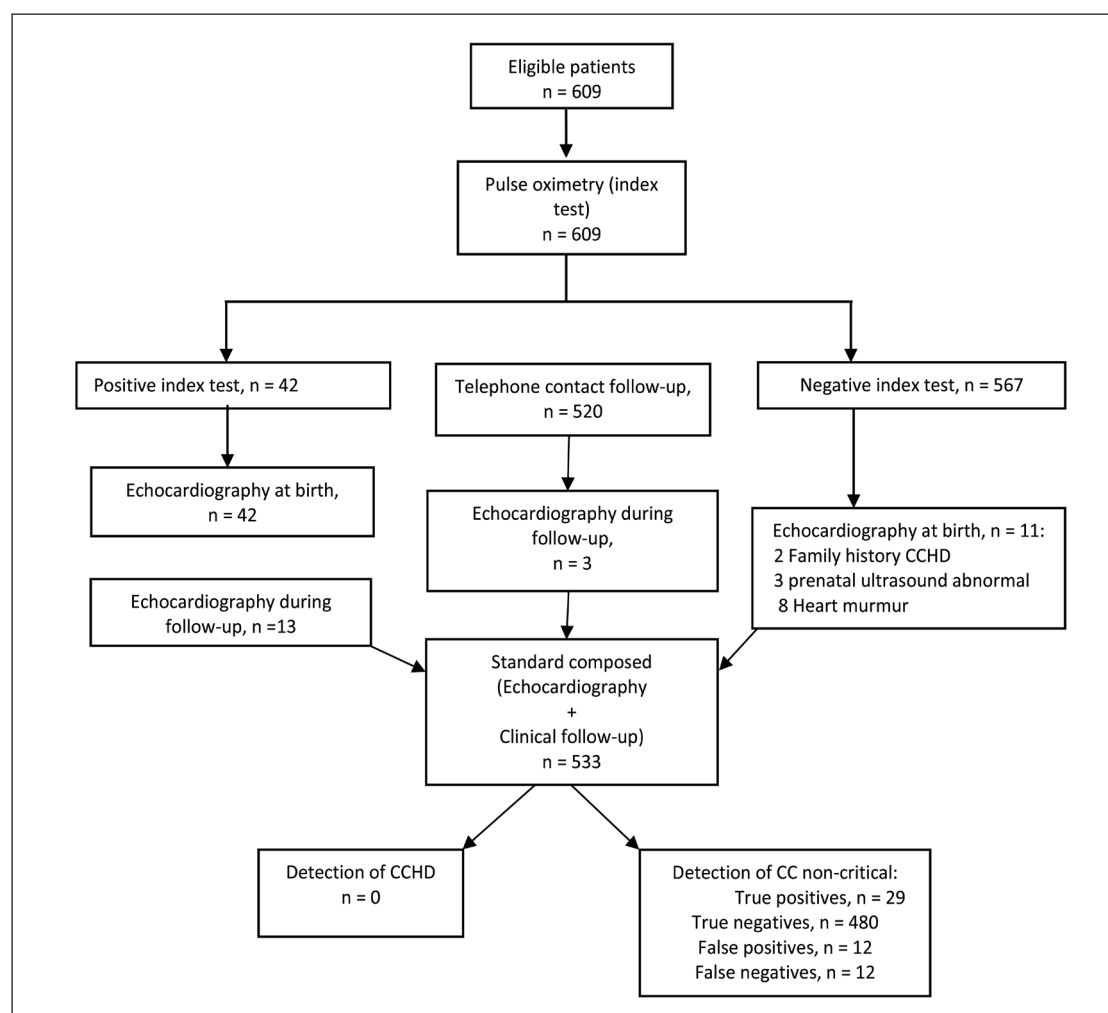 Eligible patients
n = 609
Pulse oximetry (index
test)
n = 609
Positive index test, n = 42
Telephone contact follow-up,
n = 520
Negative index test, n = 567
Echocardiography at birth,
n = 42
Echocardiography during
follow-up,
n = 3
Echocardiography at birth, n = 11:
2 Family history CCHD
3 prenatal ultrasound abnormal
8 Heart murmur
Echocardiography during
follow-up, n =13
Standard composed
(Echocardiography
+
Clinical follow-up)
n = 533
Detection of CCHD
n = 0
Detection of CC non-critical:
True positives, n = 29
True negatives, n = 480
False positives, n = 12
False negatives, n = 12